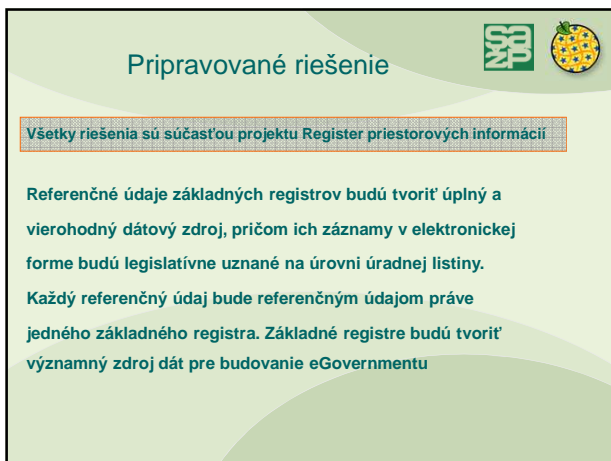 Pripravované riešenie
Všetky riešenia sú súčasťou projektu Register priestorových informácií
Referenčné údaje základných registrov budú tvoriť úplný a
vierohodný dátový zdroj, pričom ich záznamy v elektronickej
forme budú legislatívne uznané na úrovni úradnej listiny.
Každý referenčný údaj bude referenčným údajom práve
jedného základného registra. Základné registre budú tvoriť
významný zdroj dát pre budovanie eGovernmentu